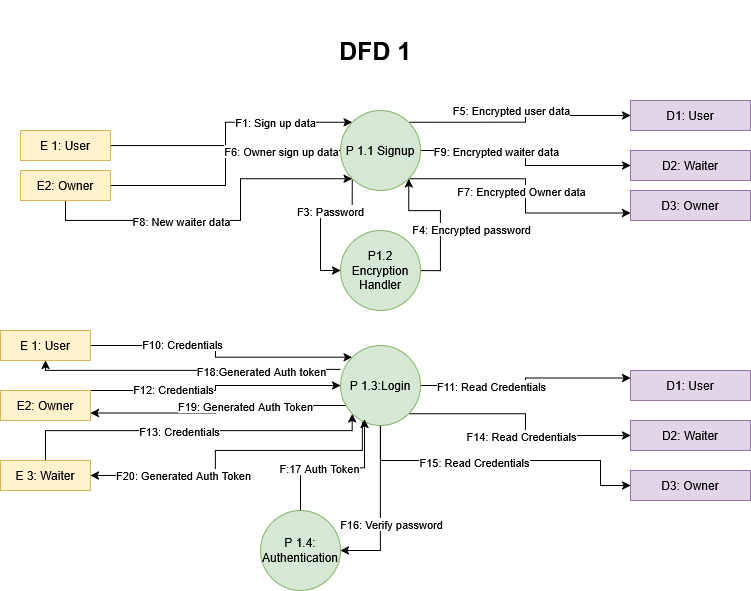 DFD 1
F5: Encrypted user data
D1: User
F1: Sign up data
E 1: User
P 1.1 Signup
F6: Owner sign up data
F9: Encrypted waiter data
D2: Waiter
E2: Owner
F7: Encrypted Owner data
D3: Owner
F8: New waiter data
F3: Password
F4: Encrypted password
P1.2
Encryption
Handler
E 1: User
F10: Credentials
F18:Generated Auth token
P 1.3:Login
F12: Credentials
F11: Read Credentials
D1: User
E2: Owner
F19: Generated Auth Token
F13: Credentials
F14: Read Credentials
D2: Waiter
E 3: Waiter
F20: Generated Auth Token
F:17 Auth Token
F15: Read Credentials
D3: Owner
F16: Verify password
P 1.4:
Authentication